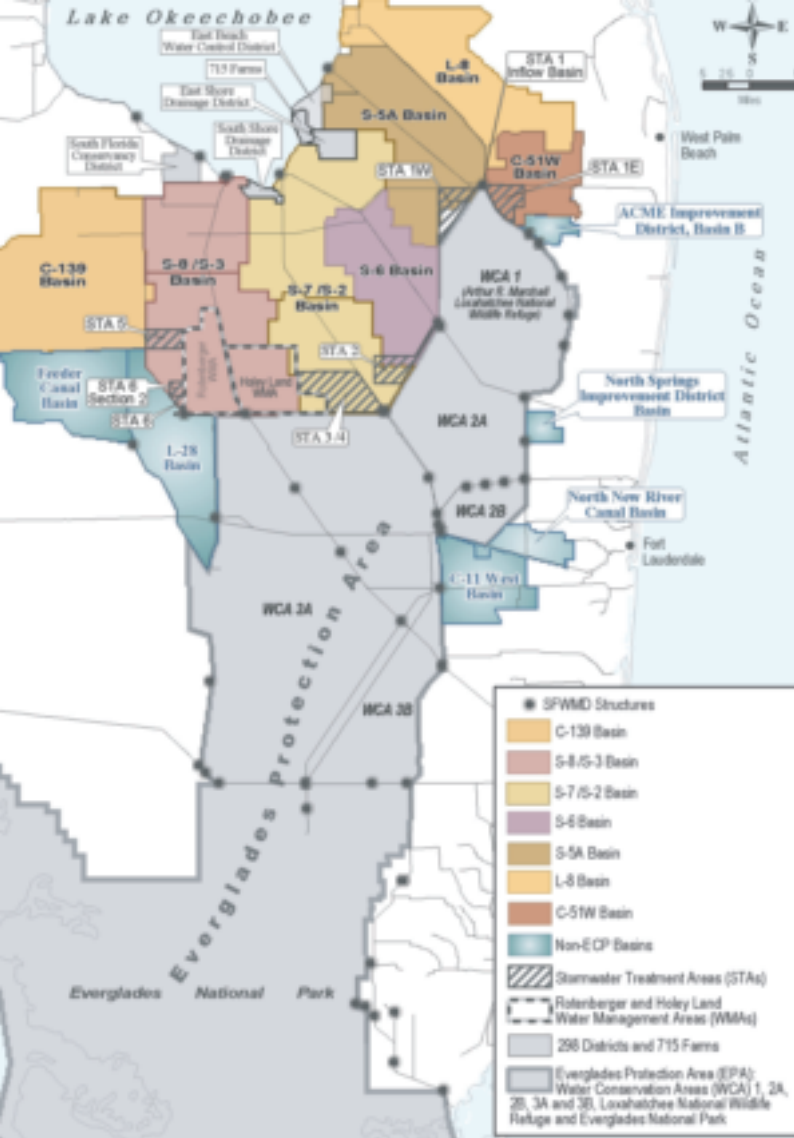 Lake Okeechobee
East Beach
Water Control District
715 Farms
East Shore
Drainage District
South Shore
Drainage
District
South Florida
Conservancy
District
L-8
Basin
STA 1
Inflow Basin
S-5A Basin
C-51W
Basin
STA 1W
STA 1E
W
E
S
5
2.5
0
5
Miles
West Palm
Beach
ACME Improvement
District, Basin B
C-139
Basin
S-8 /S-3
Basin
S-7 /S-2
Basin
S-6 Basin
WCA 1
(Arthur R. Marshall
Loxahatchee National
Wildlife Refuge)
Atlantic Ocean
STA 5
Rotenberger
WMA
Holey Land
WMA
STA 2
STA 3/4
Feeder
Canal
Basin
STA 6
Section 2
STA 6
L-28
Basin
WCA 2A
North Springs
Improvement District
Basin
WCA 2B
North New River
Canal Basin
Fort
Lauderdale
C-11 West
Basin
WCA 3A
WCA 3B
Everglades Protection Area
Everglades National Park
SFWMD Structures
C-139 Basin
S-8 /S-3 Basin
S-7 /S-2 Basin
S-6 Basin
S-5A Basin
L-8 Basin
C-51W Basin
Non-ECP Basins
Stormwater Treatment Areas (STAs)
Rotenberger and Holey Land
Water Management Areas (WMAs)
298 Districts and 715 Farms
Everglades Protection Area (EPA):
Water Conservation Areas (WCA) 1, 2A,
2B, 3A and 3B, Loxahatchee National Wildlife
Refuge and Everglades National Park